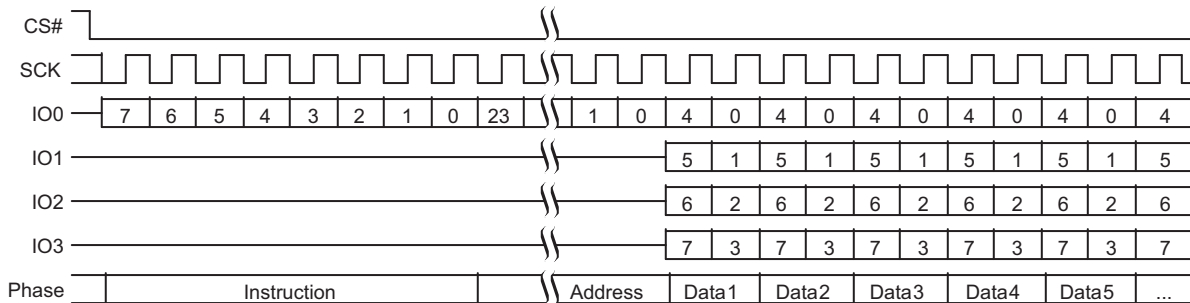 CS#
SCK
IO0 7 6 5 4 3 2 1 0 23 1 0 4 0 4 0 4 0 4 0 4 0 4
IO1 5 1 5 1 5 1 5 1 5 1 5
IO2 6 2 6 2 6 2 6 2 6 2 6
IO3 7 3 7 3 7 3 7 3 7 3 7
Phase Instruction Address Data1 Data2 Data3 Data4 Data5 ...